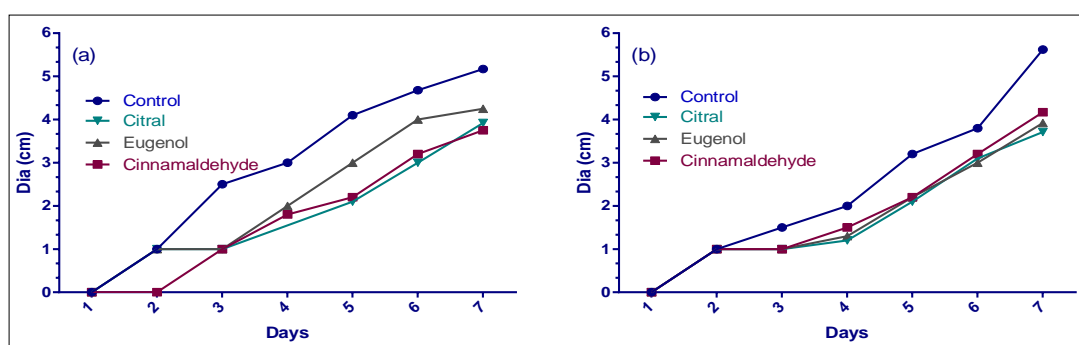 (a)
6
5
4
3
2
1
0
Dia (cm)
Control
Citral
Eugenol
Cinnamaldehyde
1 2 3 4 5 6 7
Days
(b)
6
5
4
3
2
1
0
Dia (cm)
Control
Citral
Eugenol
Cinnamaldehyde
1 2 3 4 5 6 7
Days